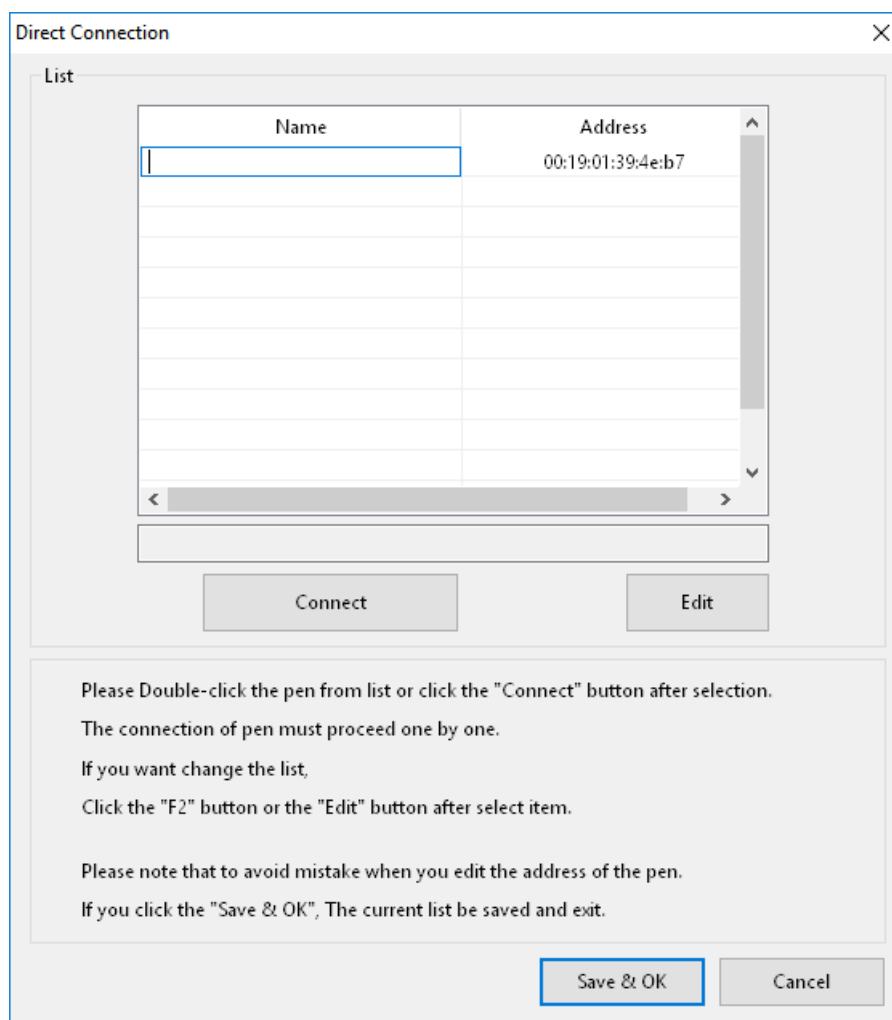 Direct Connection
List
Name Address
00:19:01:39:4e:b7
Connect Edit
Please Double-click the pen from list or click the "Connect" button after selection.
The connection of pen must proceed one by one.
If you want change the list,
Click the "F2" button or the "Edit" button after select item.
Please note that to avoid mistake when you edit the address of the pen.
If you click the "Save & OK", The current list be saved and exit.
Save & OK Cancel